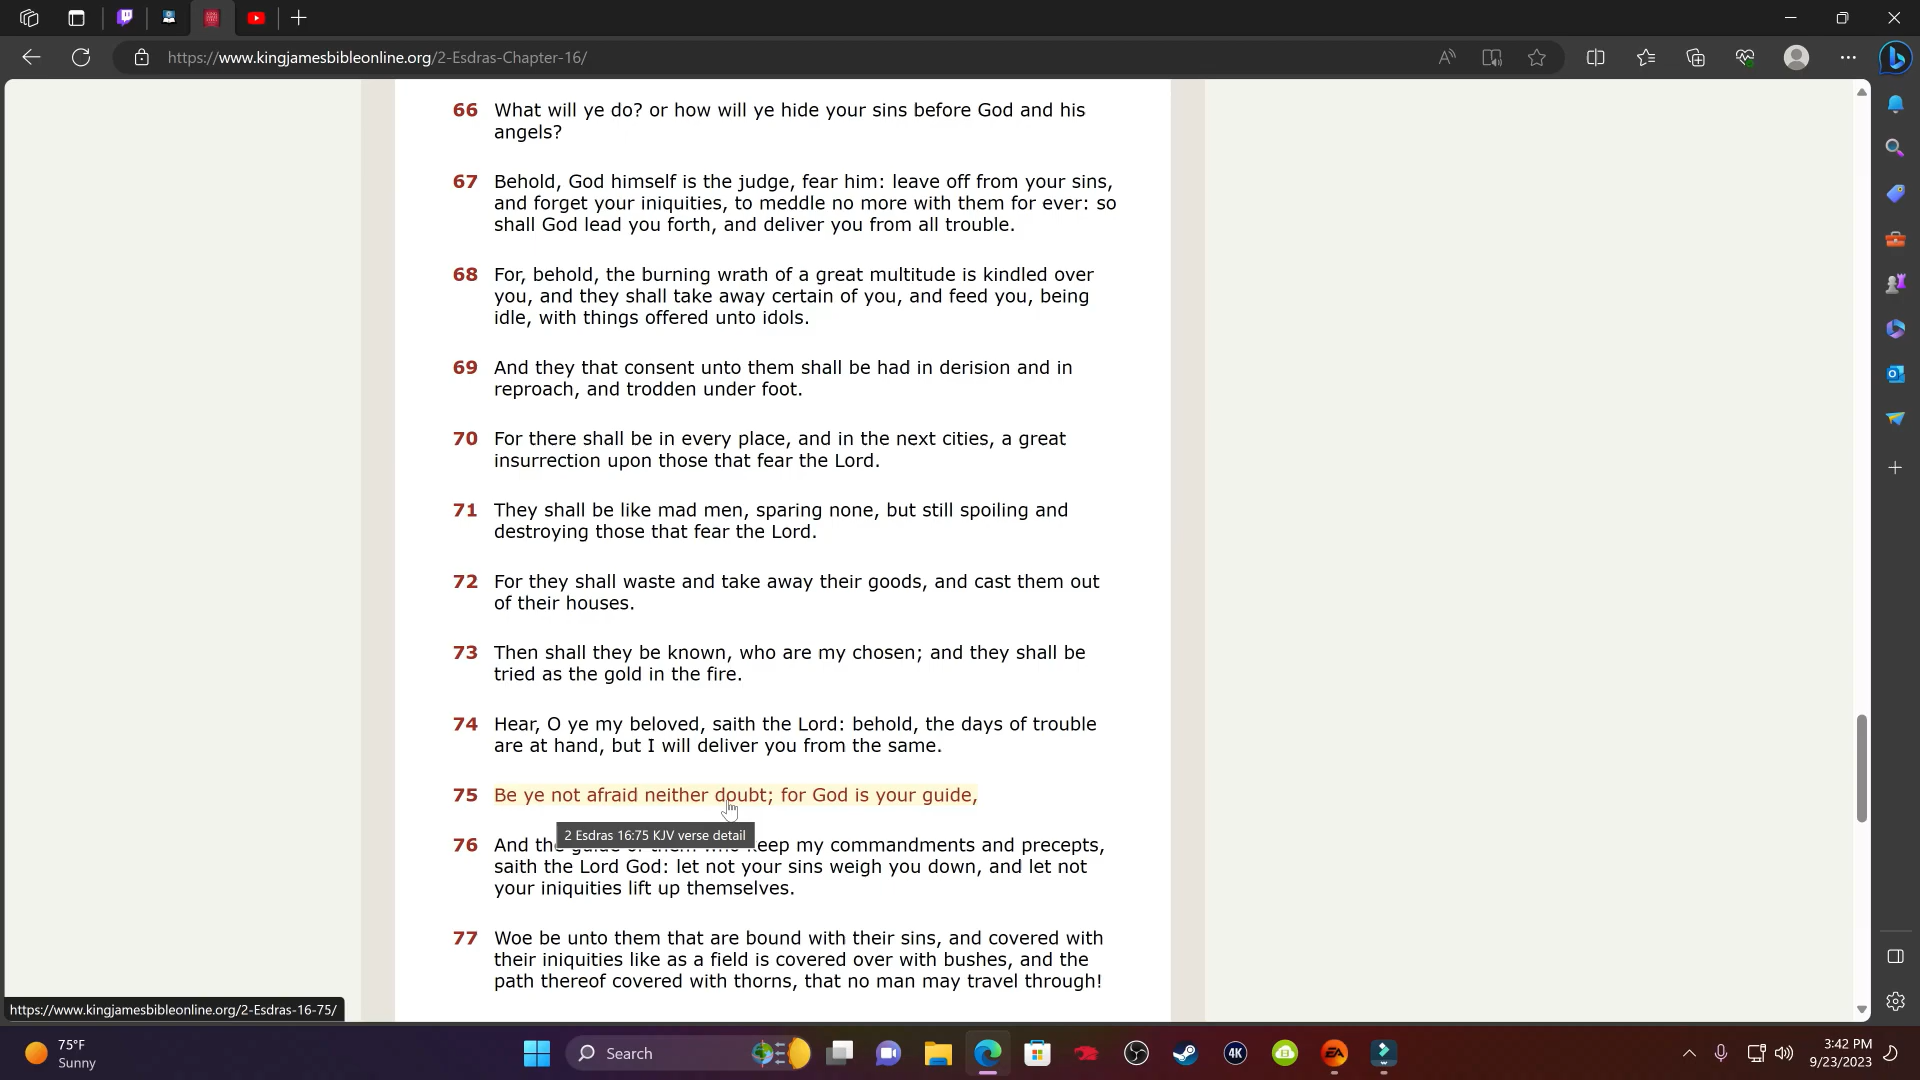 https://www.kingjamesbibleonline.org/2-Esdras-Chapter-16/
66 What will ye do? or how will ye hide your sins before God and his
angels?
67 Behold, God himself is the judge, fear him: leave off from your sins,
and forget your iniquities, to meddle no more with them for ever: so
shall God lead you forth, and deliver you from all trouble.
68 For, behold, the burning wrath of a great multitude is kindled over
you, and they shall take away certain of you, and feed you, being
idle, with things offered unto idols.
69 And they that consent unto them shall be had in derision and in
reproach, and trodden under foot.
70 For there shall be in every place, and in the next cities, a great
insurrection upon those that fear the Lord.
71 They shall be like mad men, sparing none, but still spoiling and
destroying those that fear the Lord.
72 For they shall waste and take away their goods, and cast them out
of their houses.
73 Then shall they be known, who are my chosen; and they shall be
tried as the gold in the fire.
74 Hear, O ye my beloved, saith the Lord: behold, the days of trouble
are at hand, but I will deliver you from the same.
75 Be ye not afraid neither doubt; for God is your guide,
2 Esdras 16:75 KJV verse detail
76 And the guide of them who keep my commandments and precepts,
saith the Lord God: let not your sins weigh you down, and let not
your iniquities lift up themselves.
77 Woe be unto them that are bound with their sins, and covered with
their iniquities like as a field is covered over with bushes, and the
path thereof covered with thorns, that no man may travel through!
https://www.kingjamesbibleonline.org/2-Esdras-16-75/
75°F
Sunny
Search
4K
EA
3:42 PM
9/23/2023